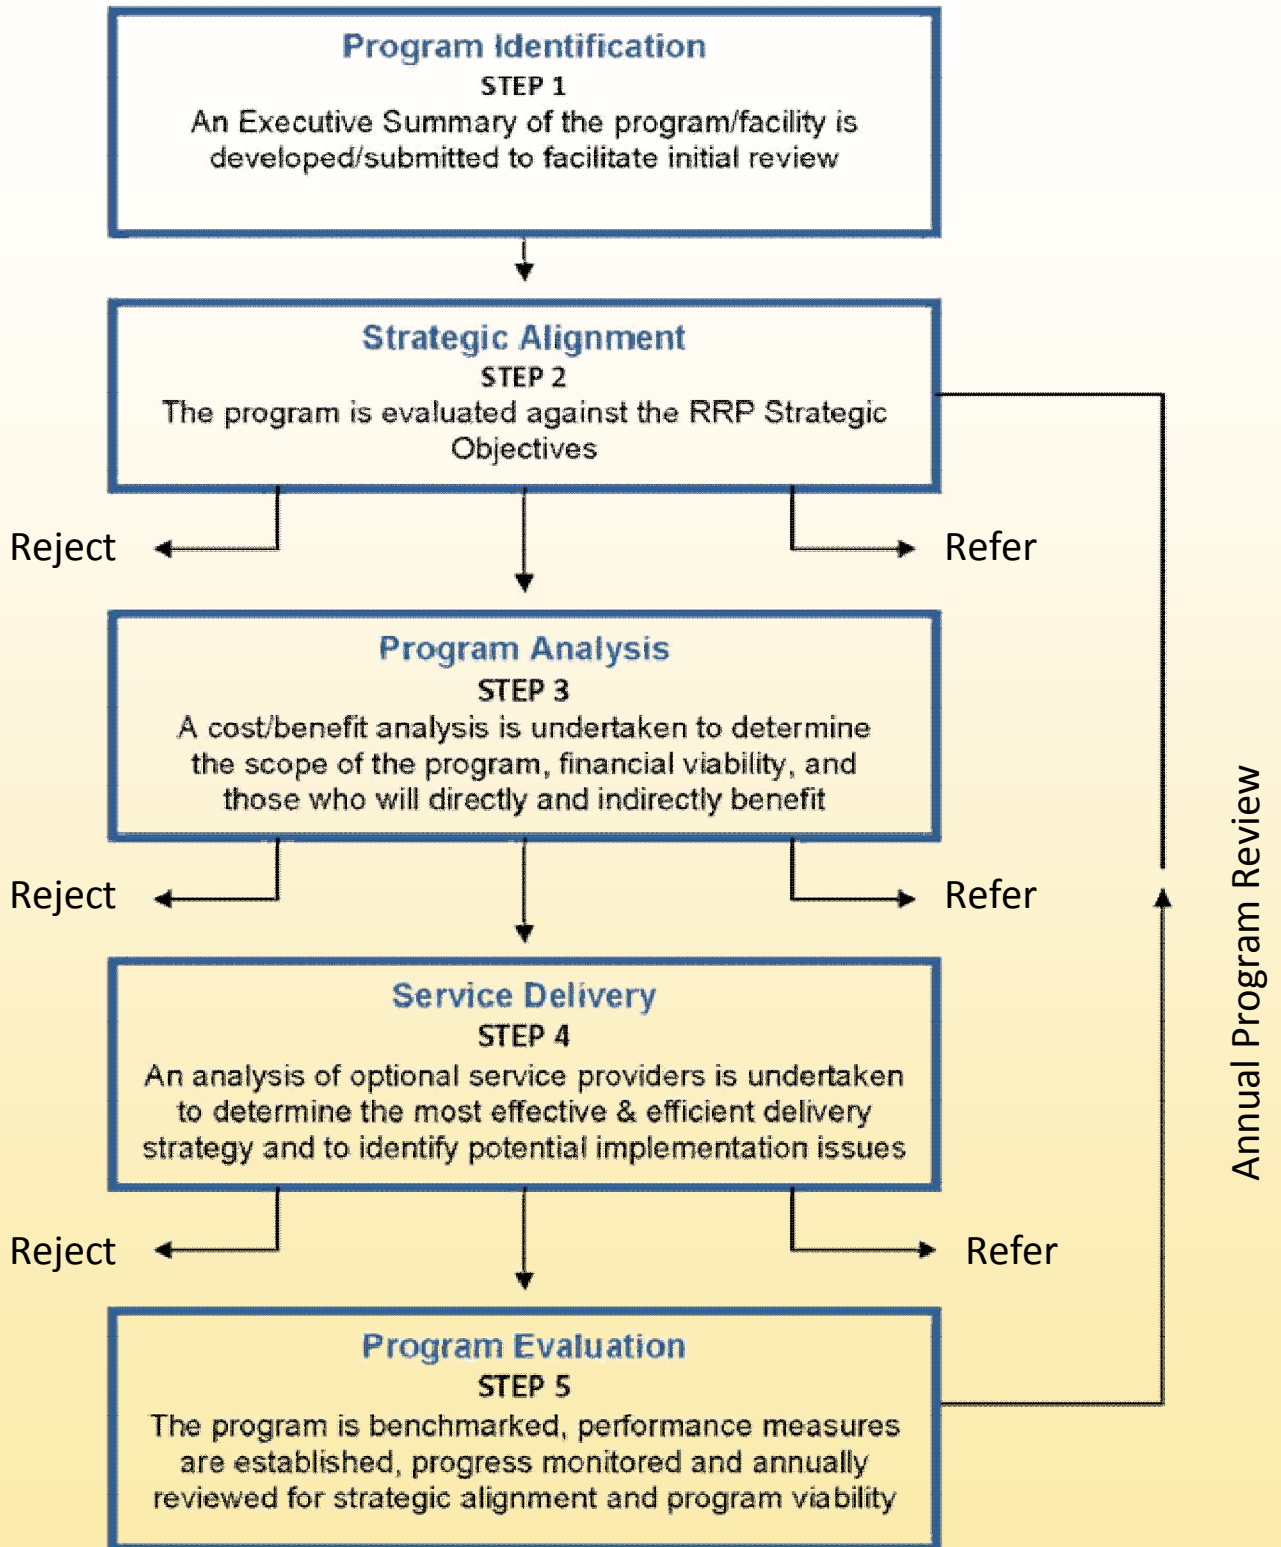 Program Identification
STEP 1
An Executive Summary of the program/facility is
developed/submitted to facilitate initial review
Strategic Alignment
STEP 2
The program is evaluated against the RRP Strategic
Objectives
Reject
Refer
Program Analysis
STEP 3
A cost/benefit analysis is undertaken to determine
the scope of the program, financial viability, and
those who will directly and indirectly benefit
Reject
Refer
Annual Program Review
Service Delivery
STEP 4
An analysis of optional service providers is undertaken
to determine the most effective & efficient delivery
strategy and to identify potential implementation issues
Reject
Refer
Program Evaluation
STEP 5
The program is benchmarked, performance measures
are established, progress monitored and annually
reviewed for strategic alignment and program viability